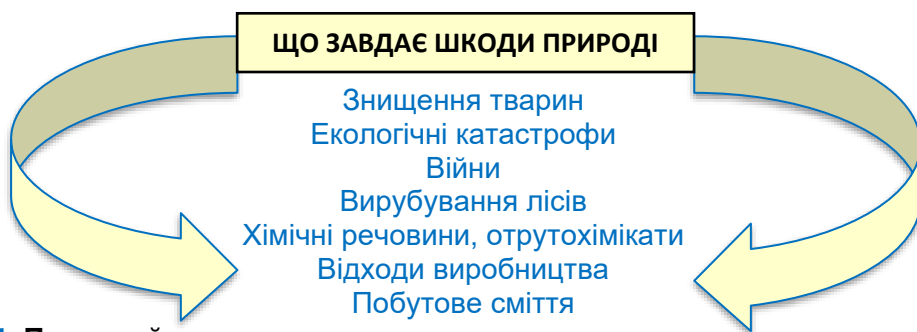 ЩО ЗАВДАЄ ШКОДИ ПРИРОДІ
Знищення тварин
Екологічні катастрофи
Війни
Вирубування лісів
Хімічні речовини, отрутохімікати
Відходи виробництва
Побутове сміття